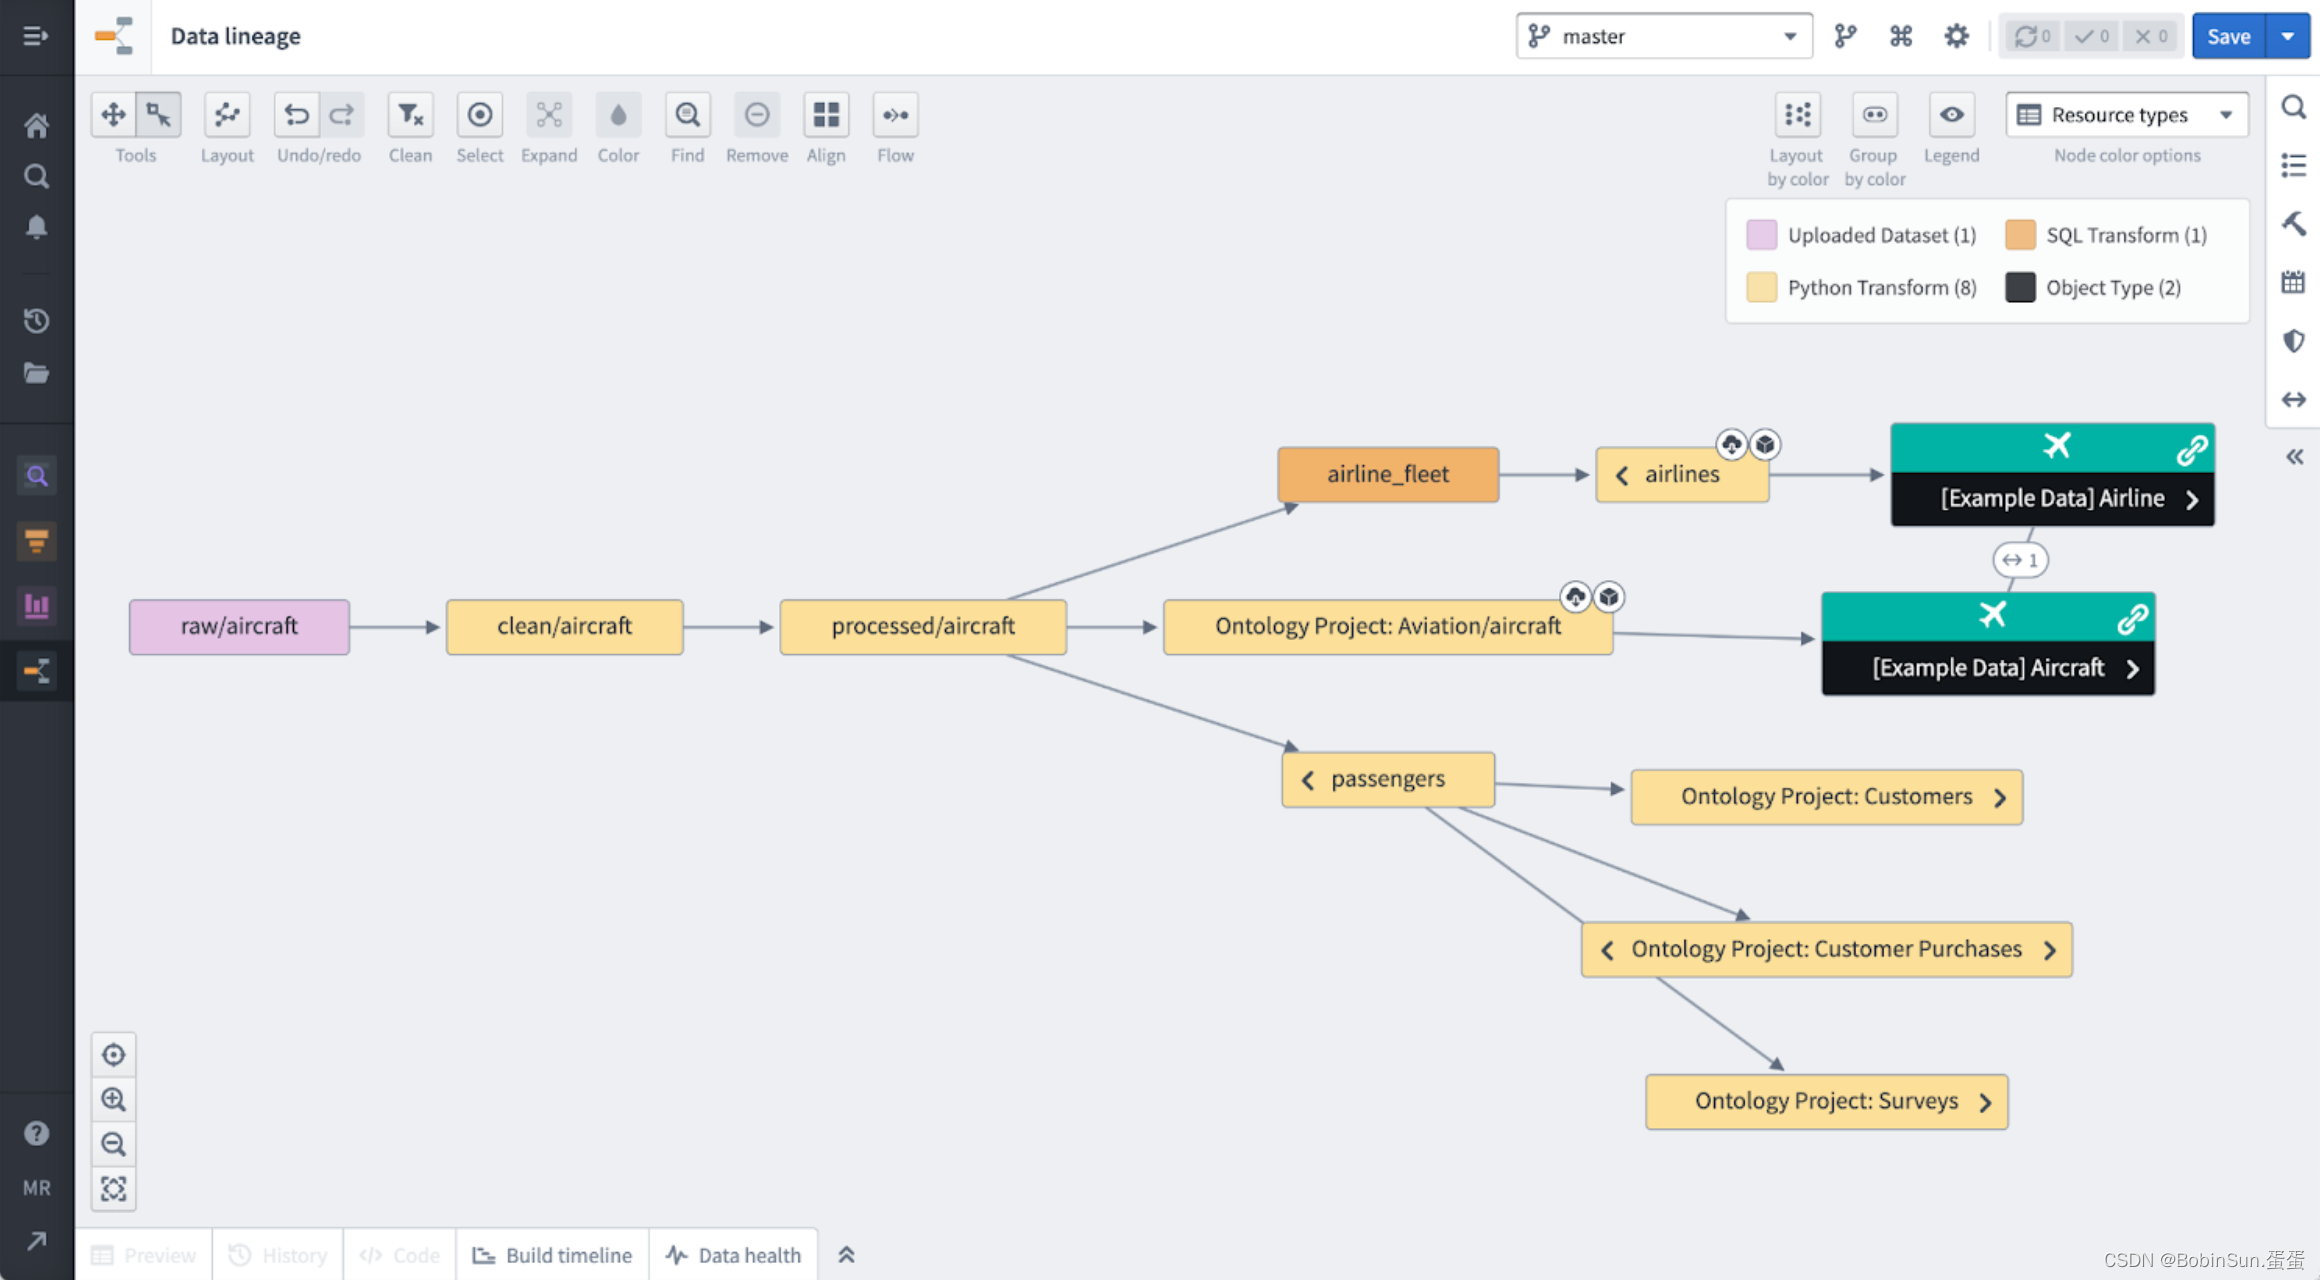 Data lineage
master
0
0
0
Save
Tools
Layout
Undo/redo
Clean
Select
Expand
Color
Find
Remove
Align
Flow
Layout
by color
Group
by color
Legend
Resource types
Node color options
Uploaded Dataset (1)
SQL Transform (1)
Python Transform (8)
Object Type (2)
airline_fleet
airlines
[Example Data] Airline
1
raw/aircraft
clean/aircraft
processed/aircraft
Ontology Project: Aviation/aircraft
[Example Data] Aircraft
passengers
Ontology Project: Customers
Ontology Project: Customer Purchases
Ontology Project: Surveys
MR
Preview
History
Code
Build timeline
Data health
CSDN @BobinSun.蛋蛋